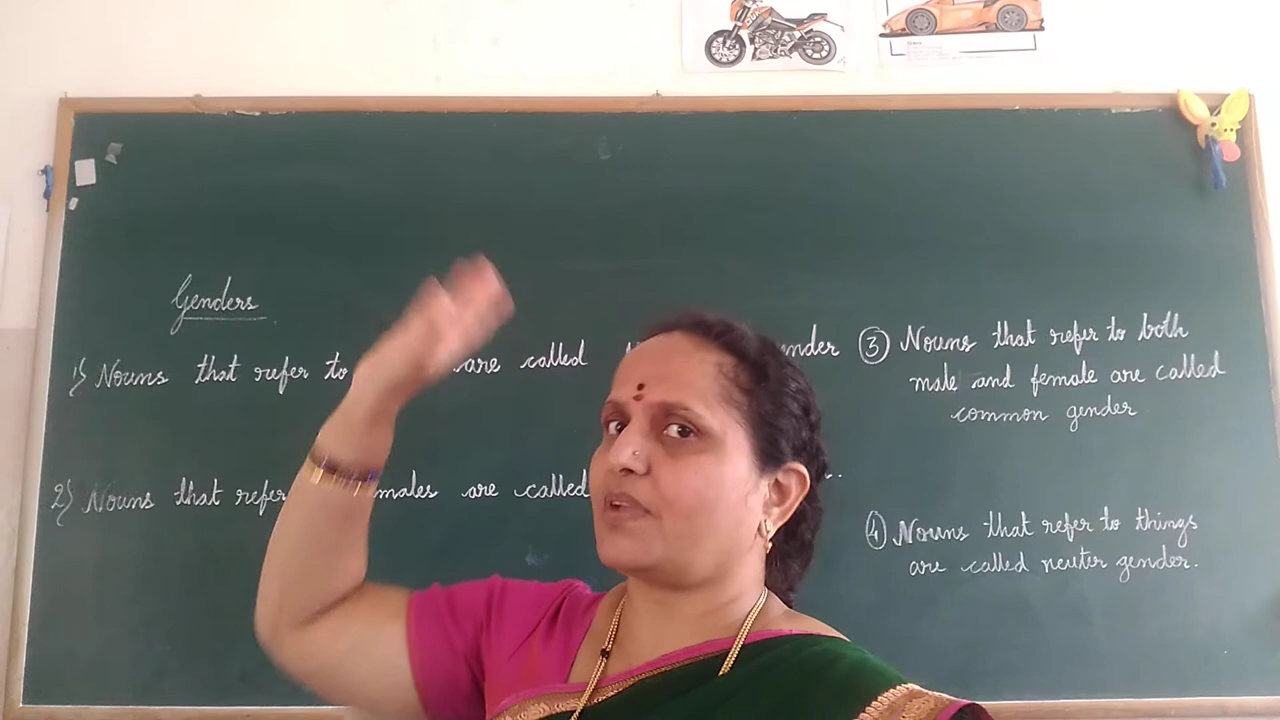 Genders
1) Nouns that refer to are called ender
2) Nouns that refer males are called
3 Nouns that refer to both
male and female are called
common gender
4 Nouns that refer to things
are called neuter gender.